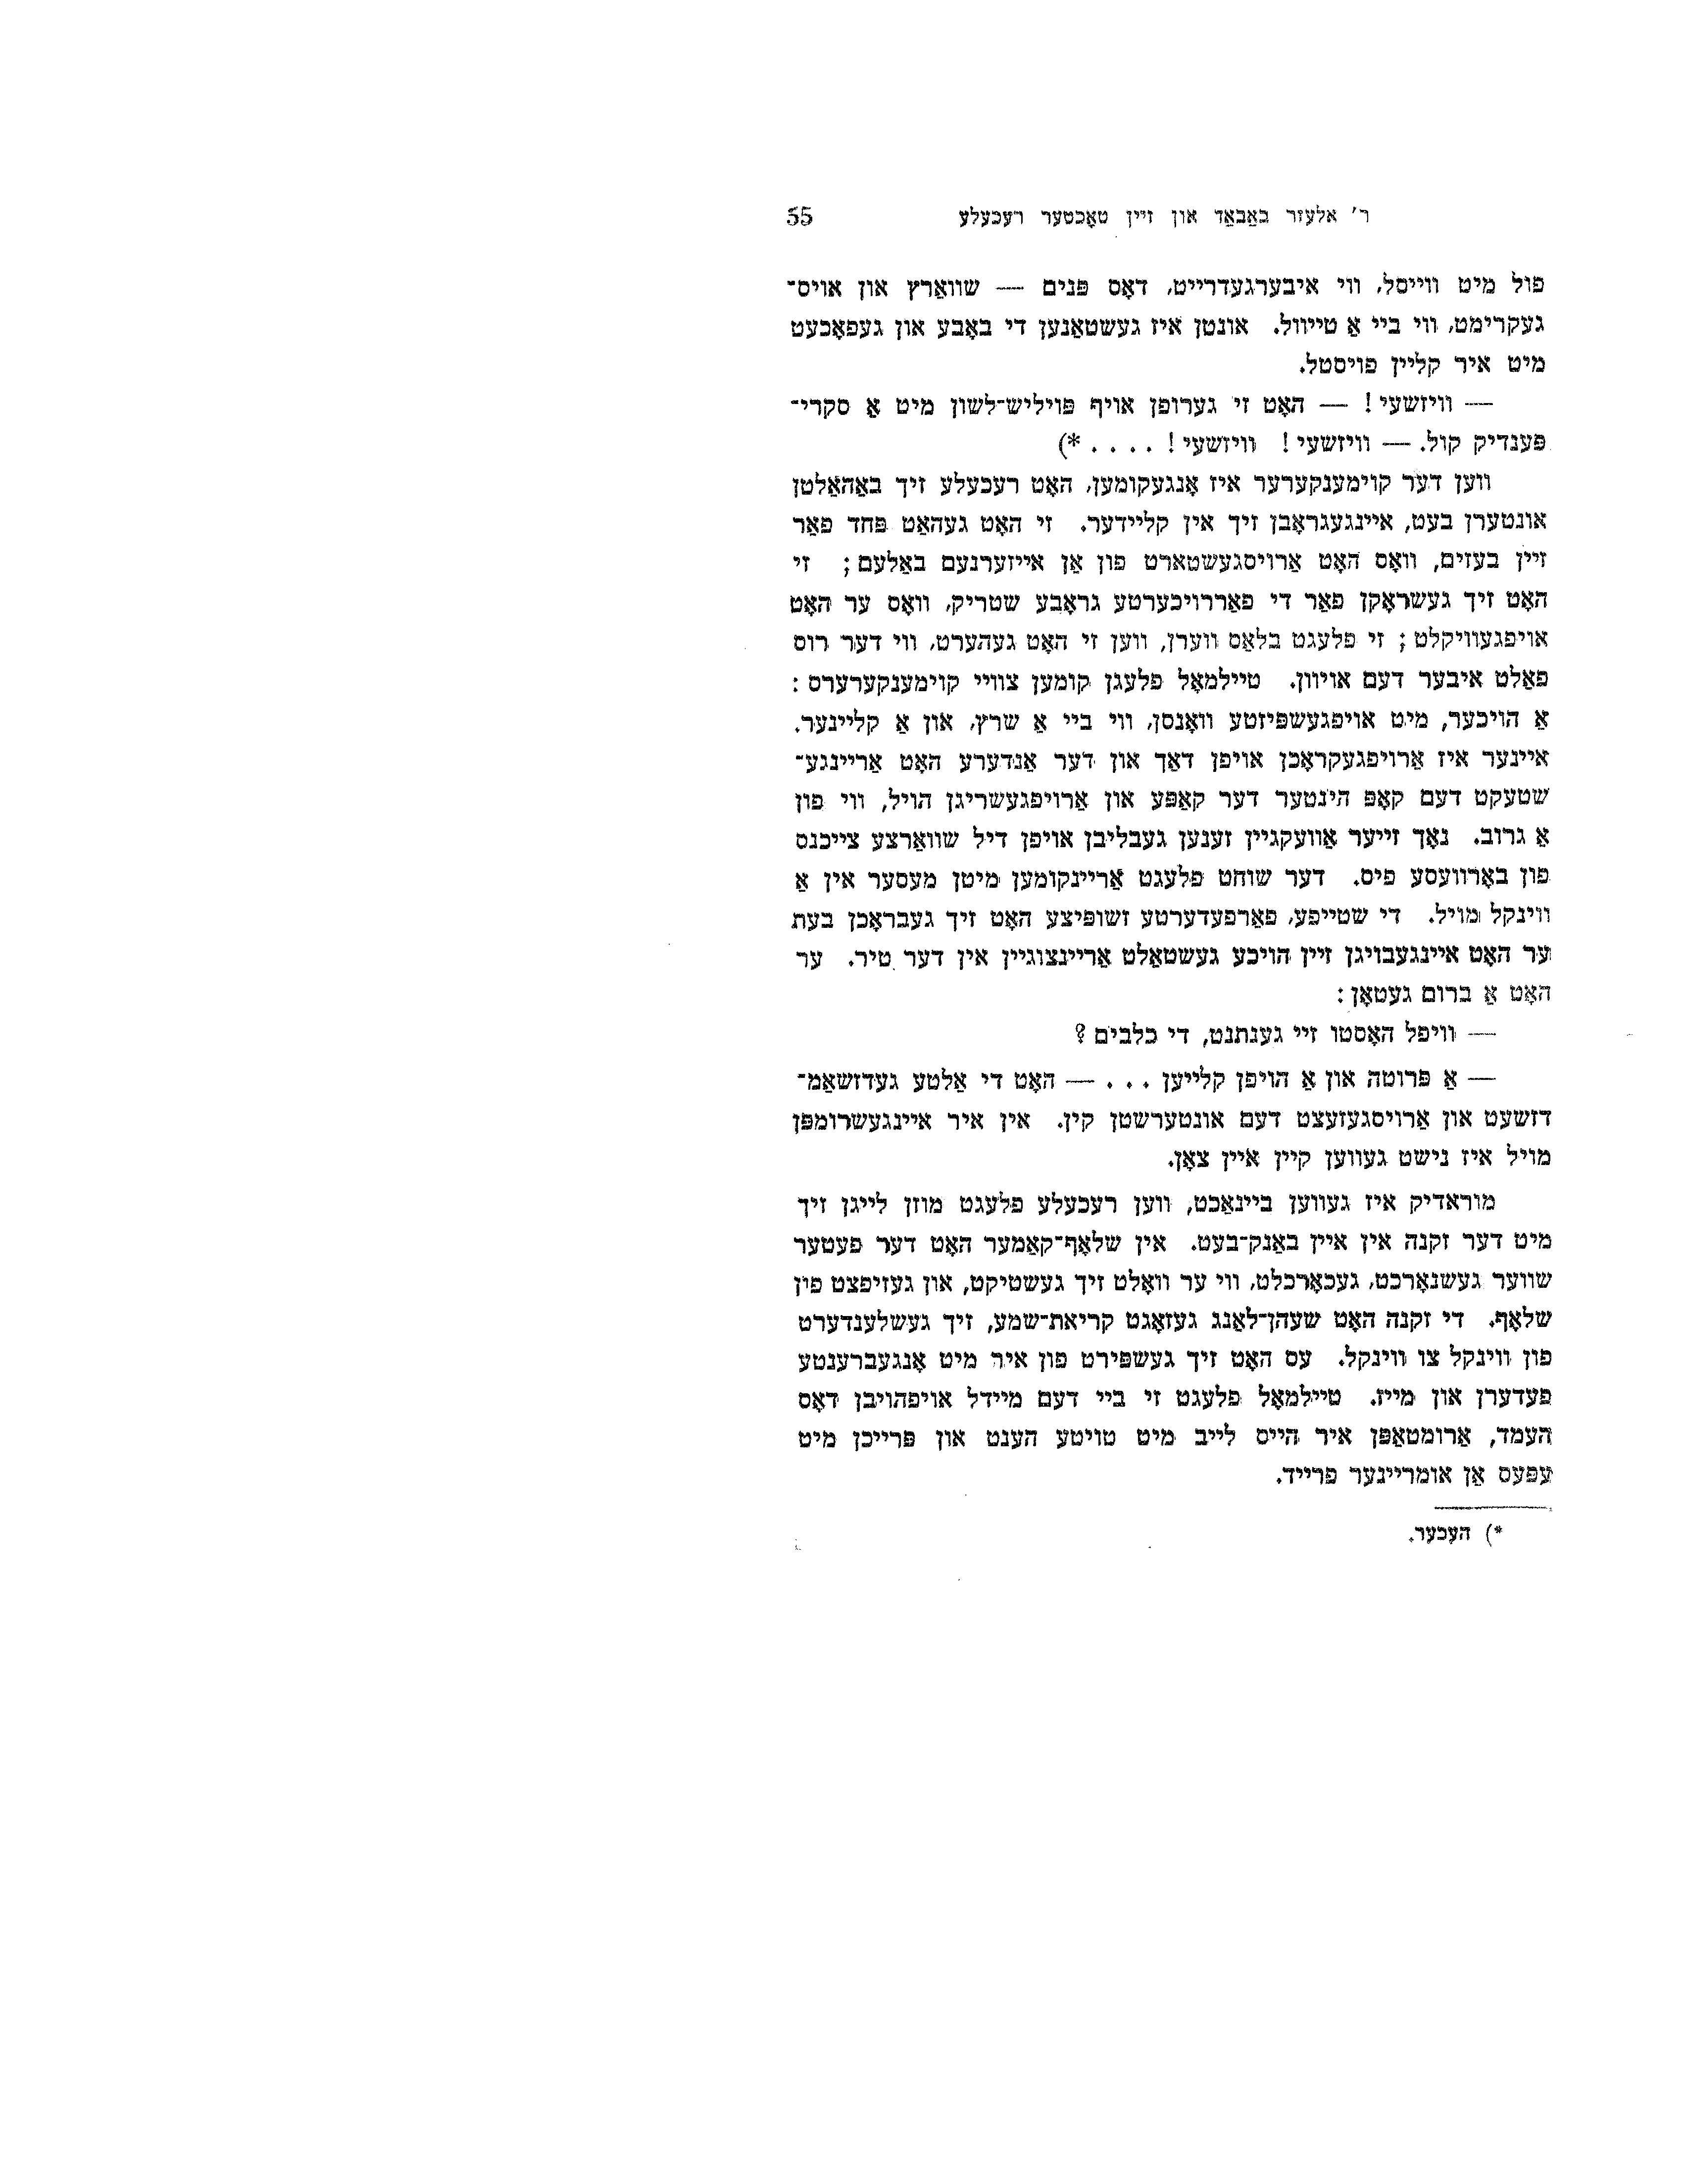 ר' אלעזר באַבאַד און זיין טאָכטער רעכעלע 55
פול מיט ווייסל, ווי איבערגעדרייט, דאָס פּנים — שוואַרץ און אויס־
געקרימט, ווי ביי אַ טייוול. אונטן איז געשטאַנען די באָבע און געפאָכעט
מיט איר קליין פויסטל.
— וויזשעי! — האָט זי גערופן אויף פּויליש־לשון מיט אַ סקרי־
פּענדיק קול. — וויזשעי! וויזשעי! . . . . *)
ווען דער קוימענקערער איז אָנגעקומען, האָט רעכעלע זיך באַהאַלטן
אונטערן בעט, איינגעגראָבן זיך אין קליידער. זי האָט געהאַט פּחד פאַר
זיין בעזים, וואָס האָט אַרויסגעשטארט פון אַן אייזערנעם באַלעם; זי
האָט זיך געשראָקן פאַר די פאַררויכערטע גראָבע שטריק, וואָס ער האָט
אויפגעוויקלט; זי פלעגט בלאַס ווערן, ווען זי האָט געהערט, ווי דער רוס
פאַלט איבער דעם אויוון. טיילמאָל פלעגן קומען צוויי קוימענקערערס:
אַ הויכער, מיט אויפגעשפּיזטע וואָנסן, ווי ביי אַ שרץ, און אַ קליינער.
איינער איז אַרויפגעקראָכן אויפן דאַך און דער אַנדערע האָט אַריינגע־
שטעקט דעם קאָפּ הינטער דער קאַפּע און אַרויפגעשריגן הויל, ווי פון
אַ גרוב. נאָך זייער אַוועקגיין זענען געבליבן אויפן דיל שוואַרצע צייכנס
פון באָרוועסע פיס. דער שוחט פלעגט אַריינקומען מיטן מעסער אין אַ
ווינקל מויל. די שטייפע, פאַרפעדערטע זשופּיצע האָט זיך געבראָכן בעת
ער האָט איינגעבויגן זיין הויכע געשטאַלט אַריינצוגיין אין דער טיר. ער
האָט אַ ברום געטאָן:
— וויפל האָסטו זיי גענתנט, די כלבים?
— אַ פּרוטה און אַ הויפן קלייען . . . — האָט די אַלטע געדזשאַמ־
דזשעט און אַרויסגעזעצט דעם אונטערשטן קין. אין איר איינגעשרומפּן
מויל איז נישט געווען קיין איין צאָן.
מוראדיק איז געווען ביינאַכט, ווען רעכעלע פלעגט מוזן לייגן זיך
מיט דער זקנה אין איין באַנק־בעט. אין שלאָף־קאַמער האָט דער פעטער
שווער געשנאָרכט, געכאָרכלט, ווי ער וואָלט זיך געשטיקט, און געזיפצט פין
שלאָף. די זקנה האָט שעהן־לאַנג געזאָגט קריאת־שמע, זיך געשלענדערט
פון ווינקל צו ווינקל. עס האָט זיך געשפּירט פון איר מיט אָנגעברענטע
פעדערן און מייז. טיילמאָל פלעגט זי ביי דעם מיידל אויפהויבן דאָס
העמד, אַרומטאַפּן איר הייס לייב מיט טויטע הענט און פּרייכן מיט
עפּעס אַן אומריינער פרייד.
*) העכער.